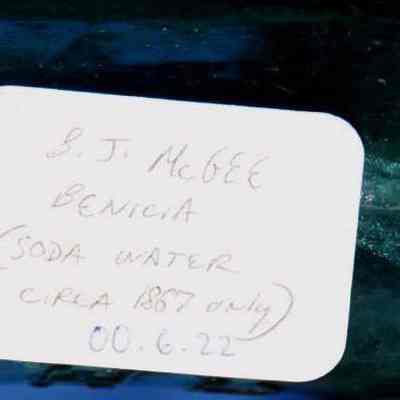 B. J. McGEE
BENICIA
(SODA WATER
CIRCA 1867 only)
00.6.22